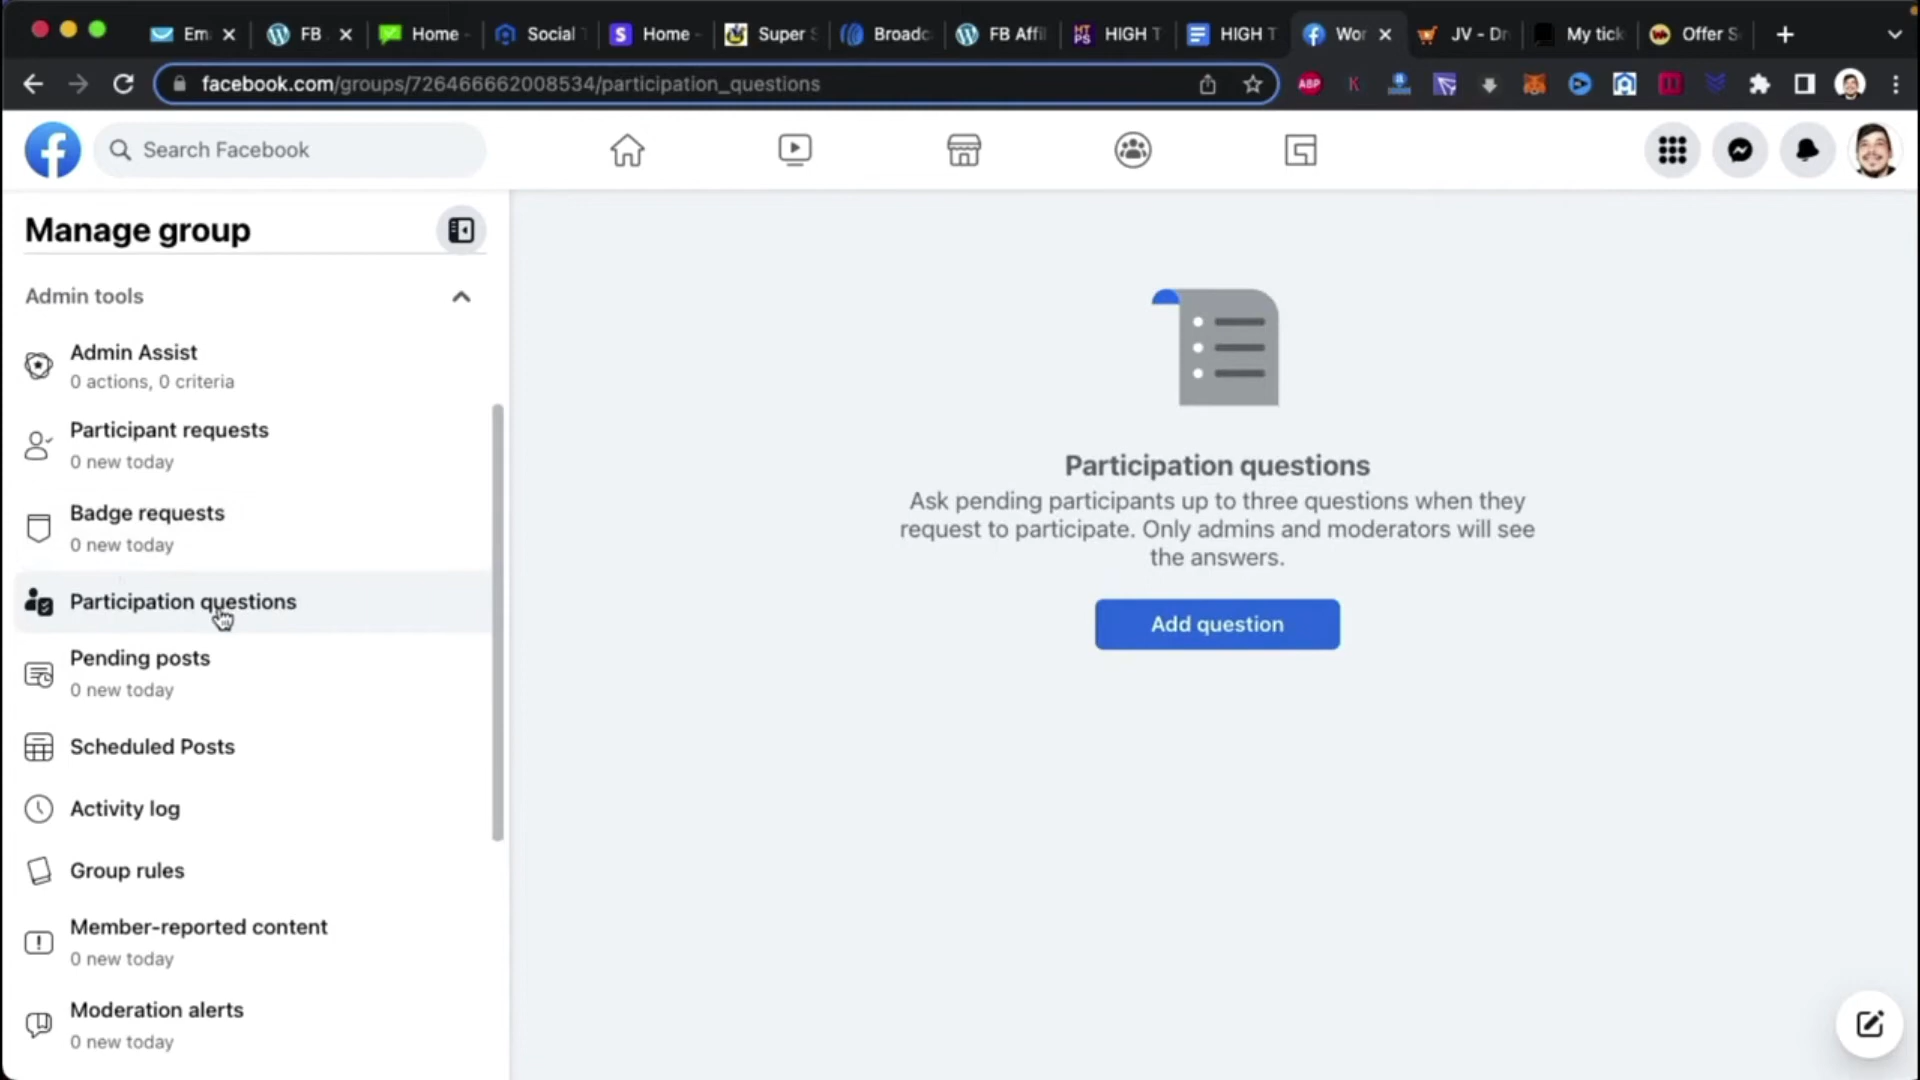 Em
FB
Home
Social
Home
Super S
Broadc
FB Affil
HIGH T
HIGH T
Wor
JV - Dr
My tick
Offer S
facebook.com/groups/726466662008534/participation_questions
ABP
Search Facebook
Manage group
Admin tools
Admin Assist
0 actions, 0 criteria
Participant requests
0 new today
Badge requests
0 new today
Participation questions
Pending posts
0 new today
Scheduled Posts
Activity log
Group rules
Member-reported content
0 new today
Moderation alerts
0 new today
Participation questions
Ask pending participants up to three questions when they
request to participate. Only admins and moderators will see
the answers.
Add question